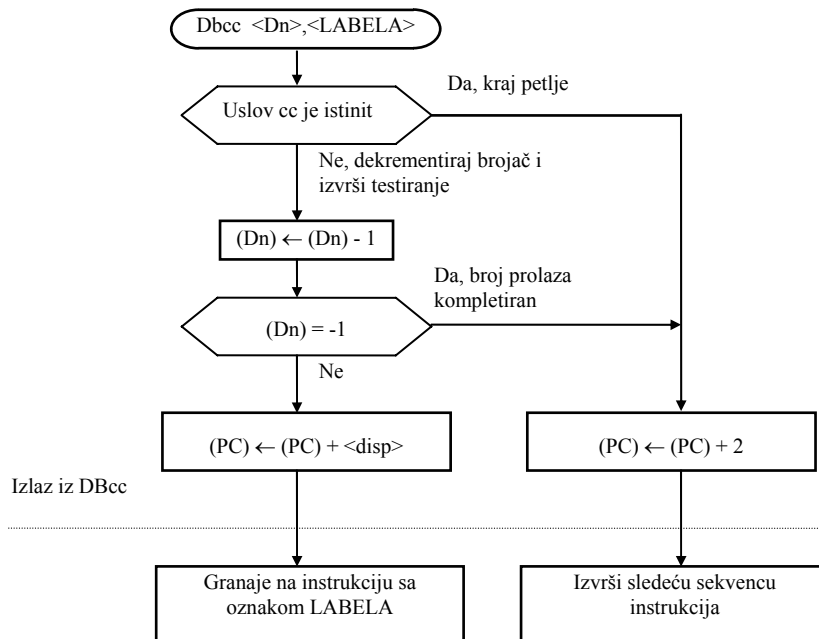 Dbcc <Dn>,<LABELA>
Uslov cc je istinit
Da, kraj petlje
Ne, dekrementiraj brojač i
izvrši testiranje
(Dn) ← (Dn) - 1
Da, broj prolaza
kompletiran
(Dn) = -1
Ne
(PC) ← (PC) + <disp>
(PC) ← (PC) + 2
Izlaz iz DBcc
Granaje na instrukciju sa
oznakom LABELA
Izvrši sledeću sekvencu
instrukcija